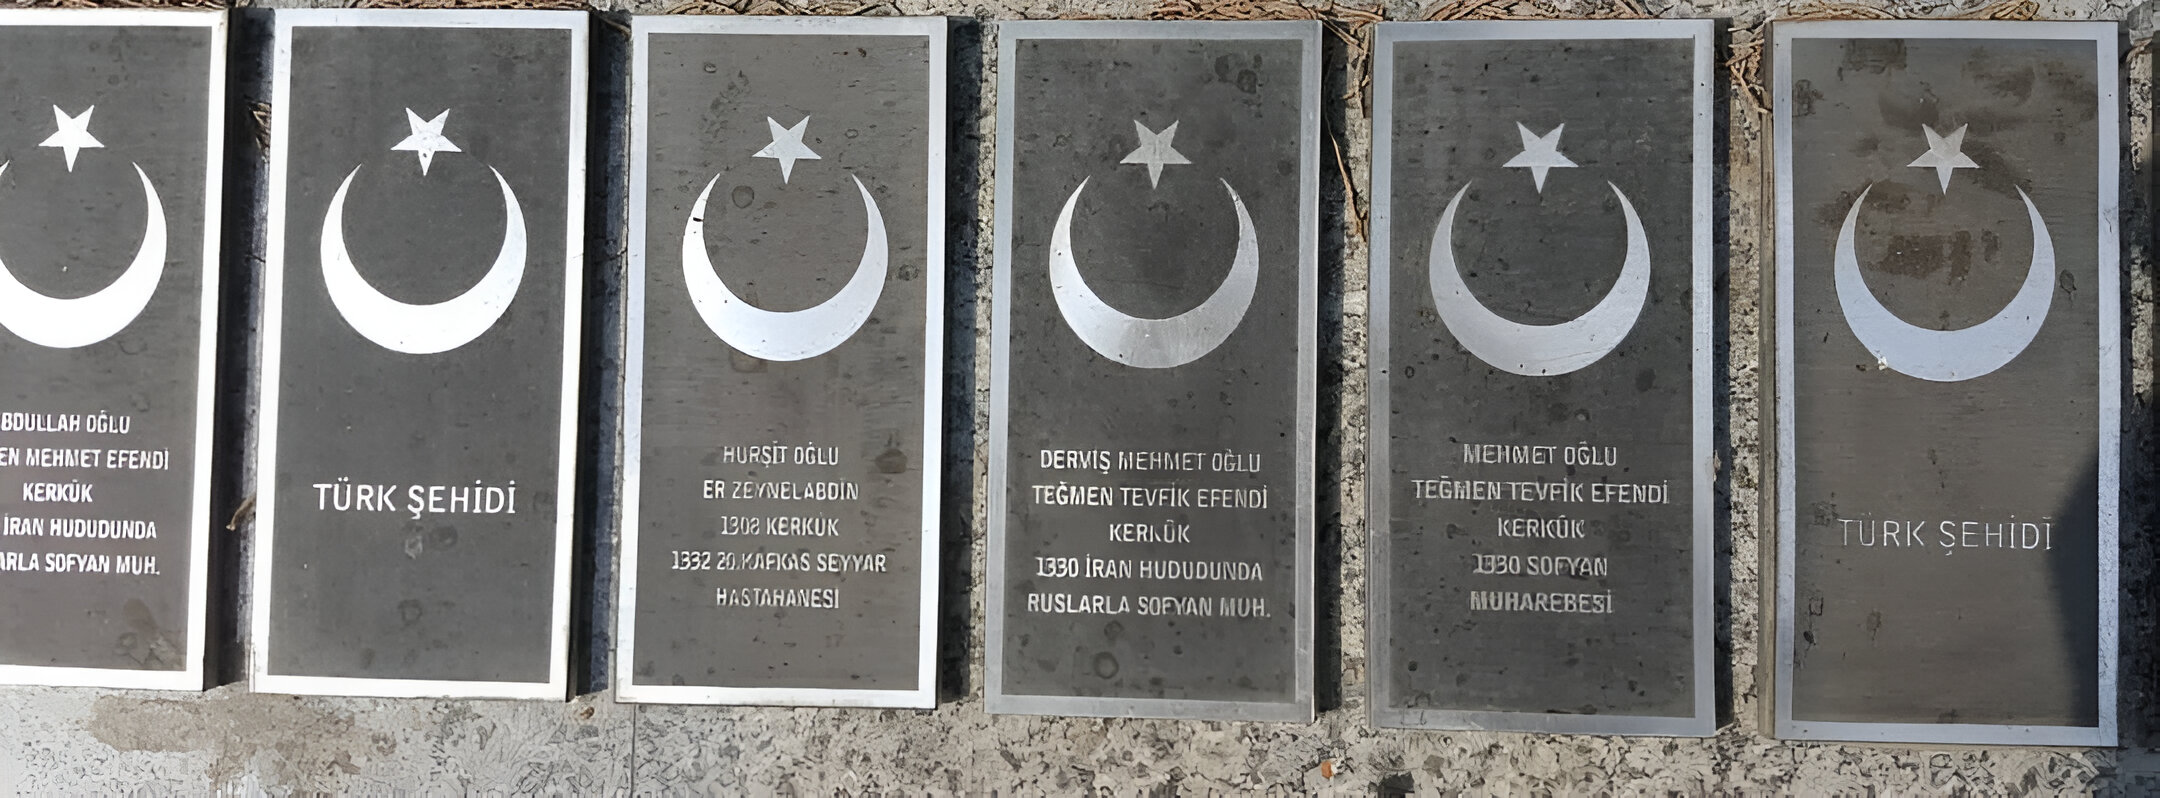 BDULLAH OĞLU
EN MEHMET EFENDİ
KERKÜK
İRAN HUDUDUNDA
ARLA SOFYAN MUH.
TÜRK ŞEHİDİ
HURŞİT OĞLU
ER ZEYNELABDİN
1308 KERKÜK
1332 20.KAFKAS SEYYAR
HASTAHANESİ
DERVİŞ MEHMET OĞLU
TEĞMEN TEVFİK EFENDİ
KERKÜK
1330 İRAN HUDUDUNDA
RUSLARLA SOFYAN MUH.
MEHMET OĞLU
TEĞMEN TEVFİK EFENDİ
KERKÜK
1330 SOFYAN
MUHAREBESİ
TÜRK ŞEHİDİ